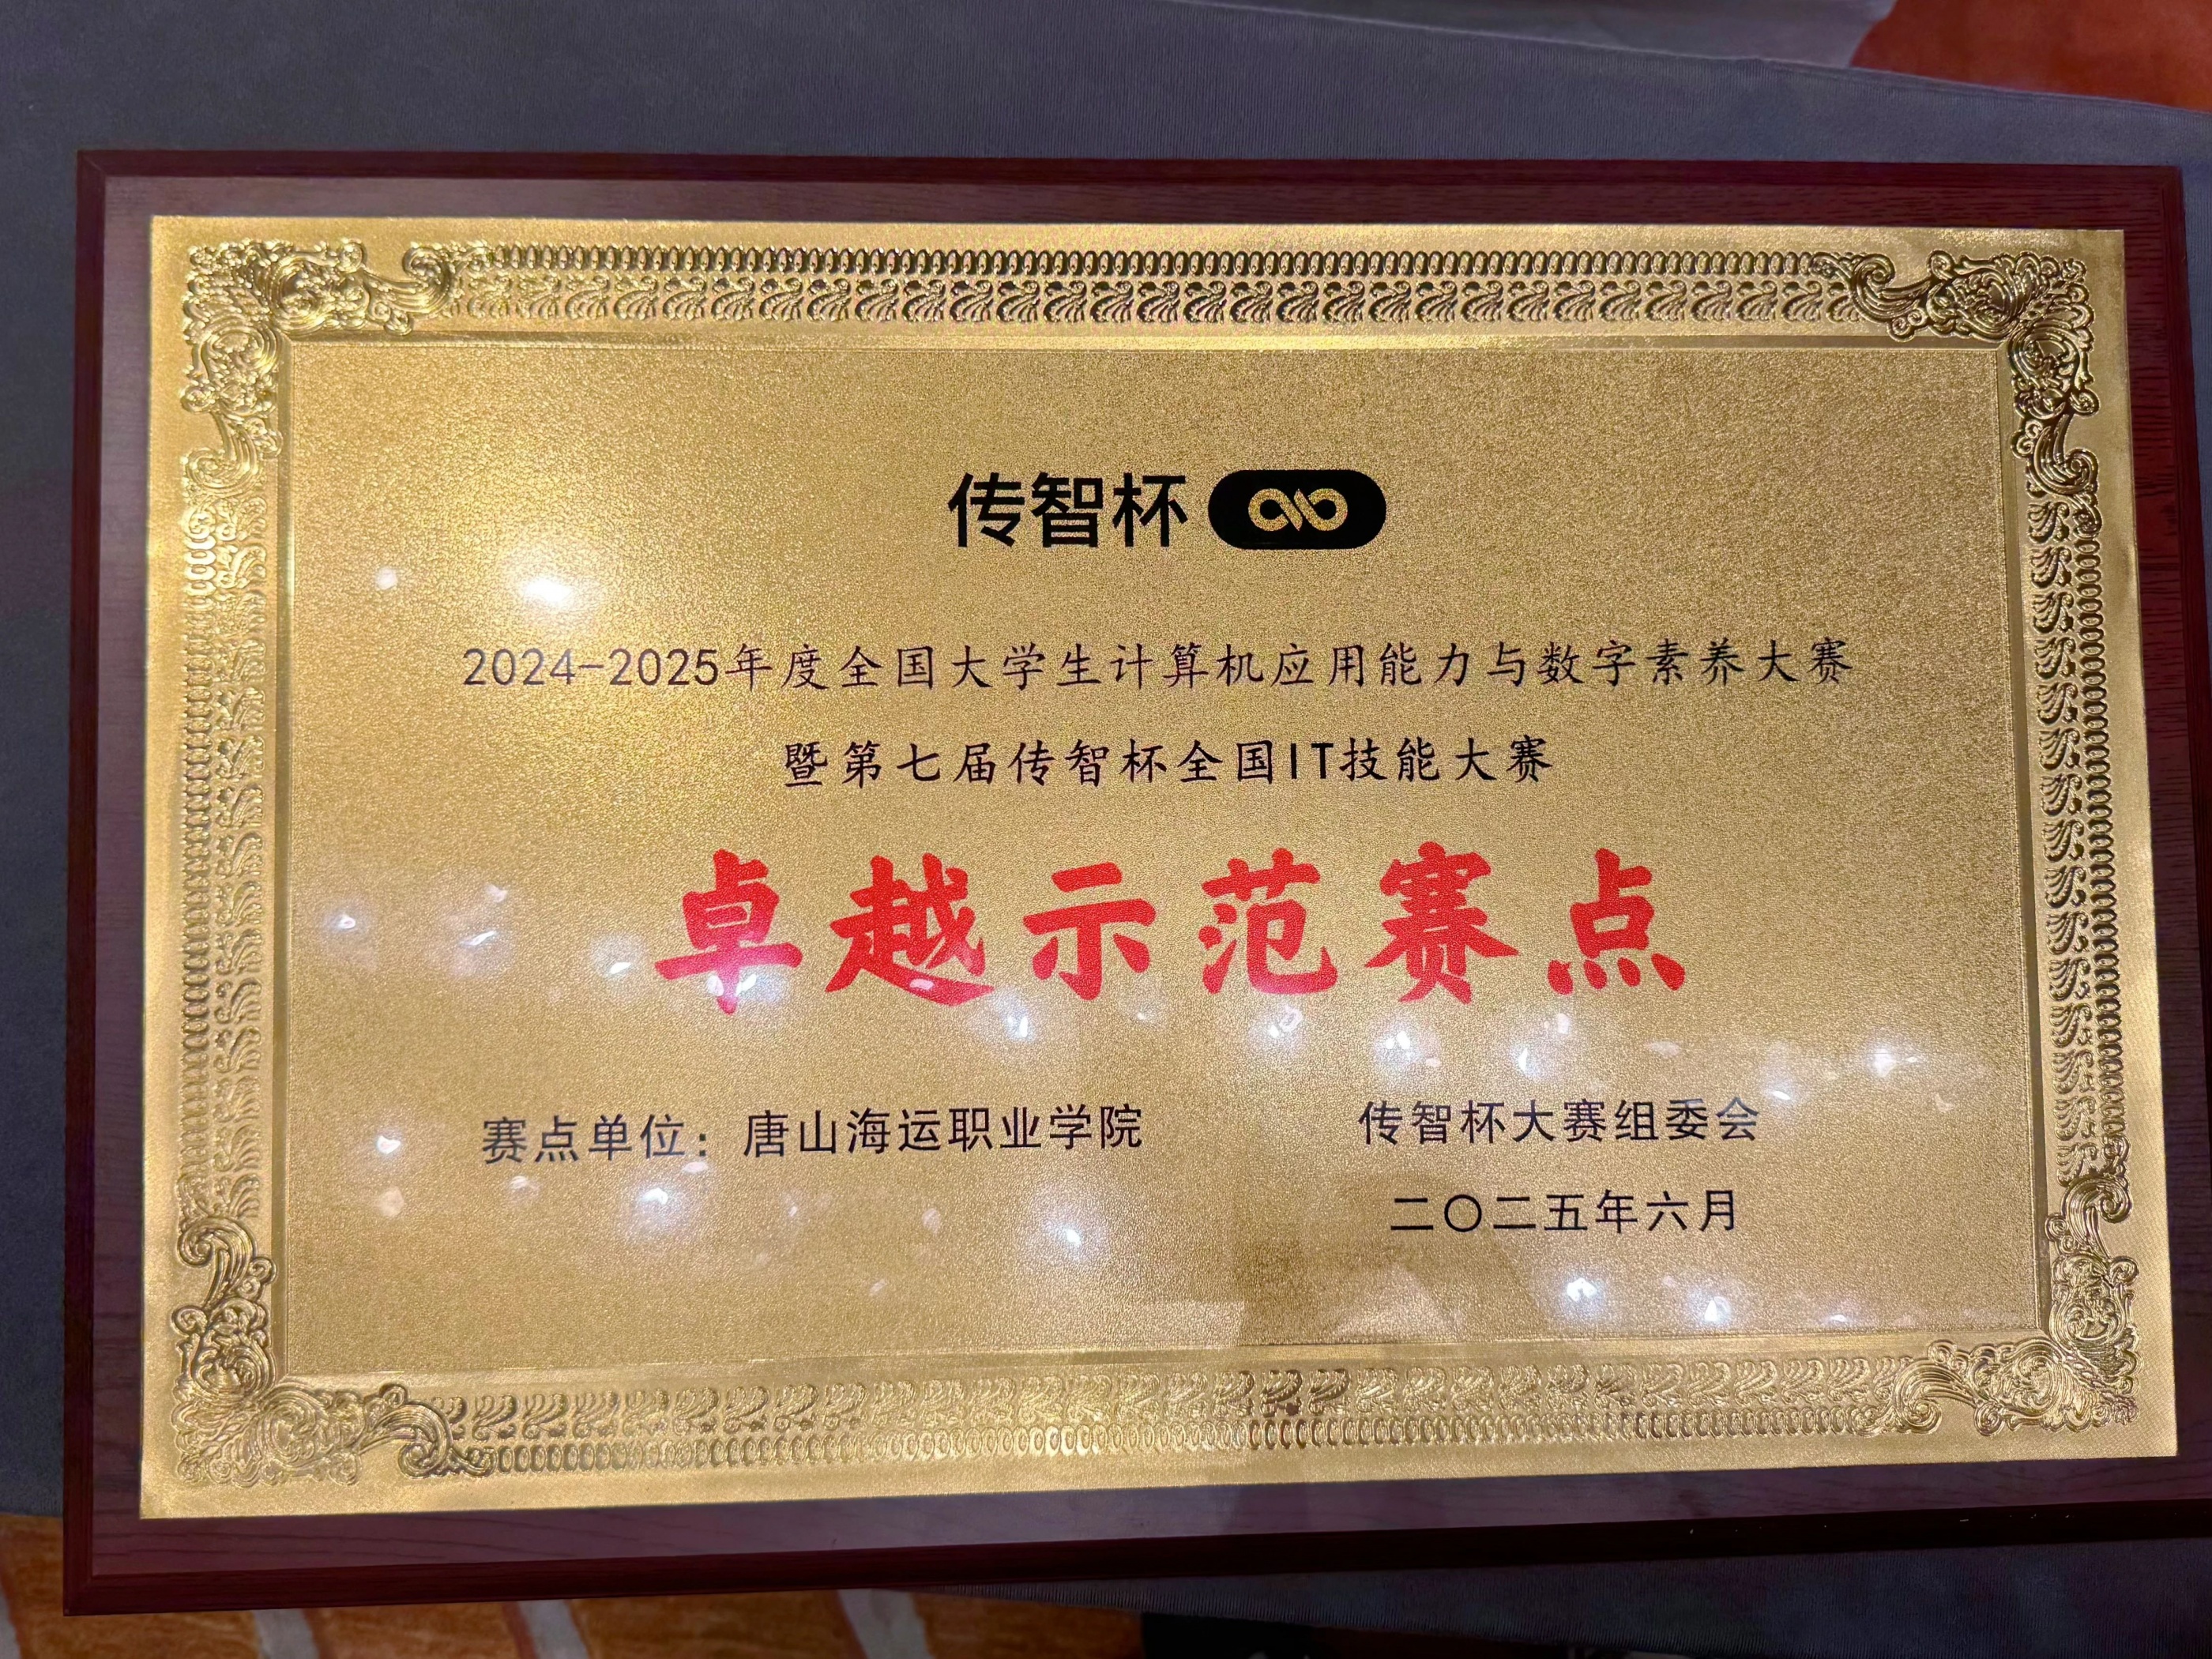 传智杯
2024-2025年度全国大学生计算机应用能力与数字素养大赛
暨第七届传智杯全国IT技能大赛
卓越示范赛点
赛点单位：唐山海运职业学院
传智杯大赛组委会
二〇二五年六月